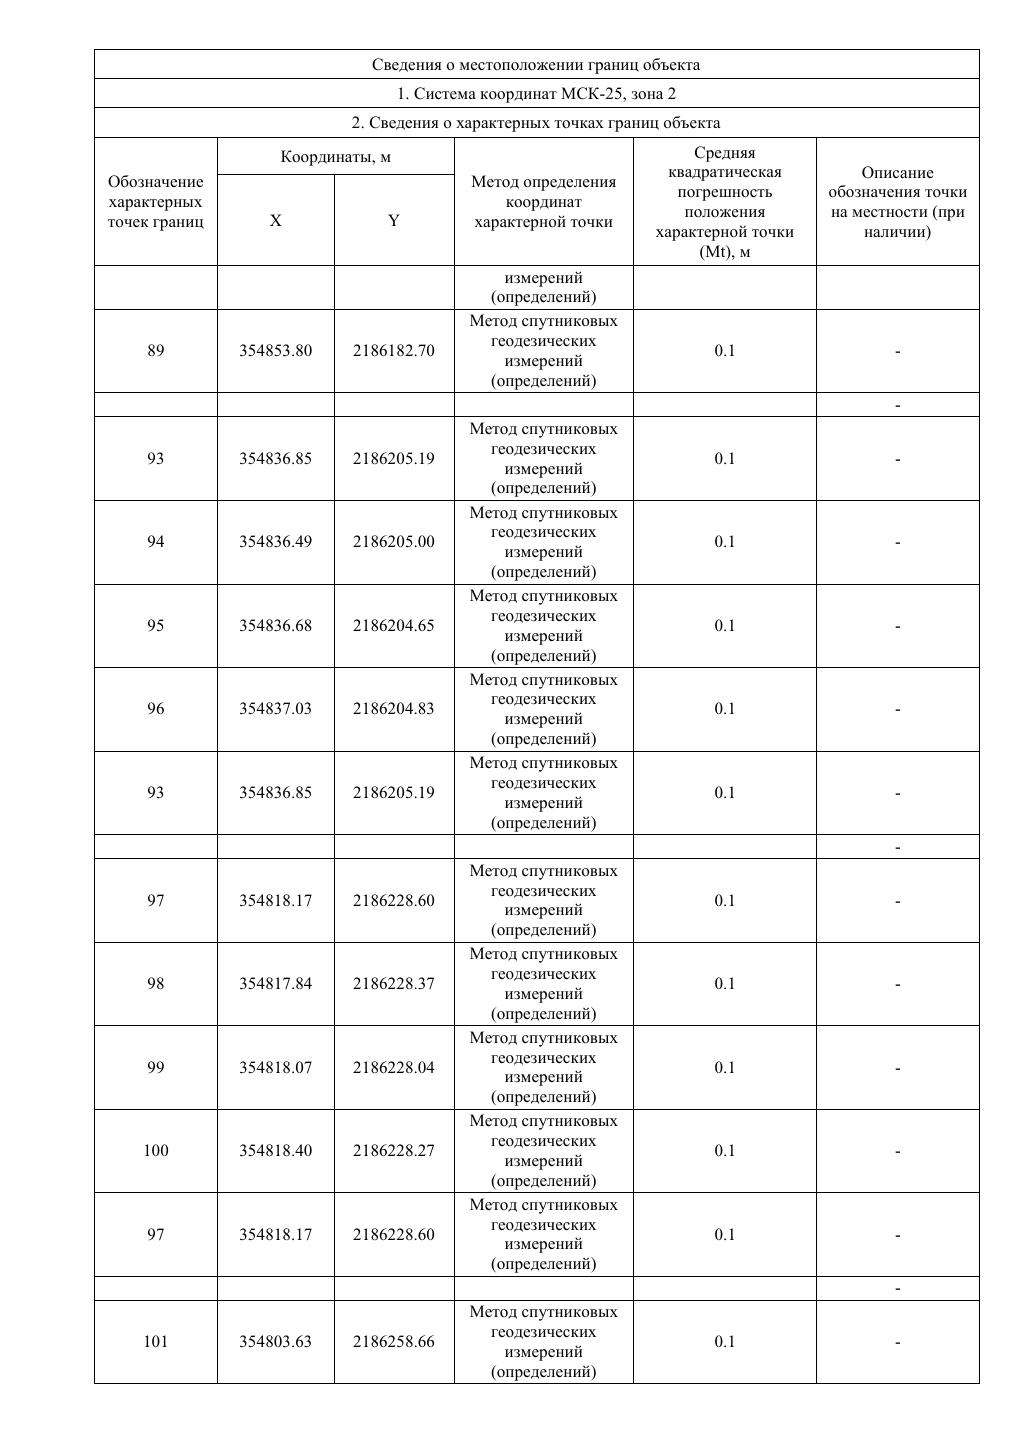 Сведения о местоположении границ объекта
1. Система координат МСК-25, зона 2
2. Сведения о характерных точках границ объекта
Обозначение
характерных
точек границ
Координаты, м
X
Y
Метод определения
координат
характерной точки
Средняя
квадратическая
погрешность
положения
характерной точки
(Mt), м
Описание
обозначения точки
на местности (при
наличии)
измерений
(определений)
89
354853.80
2186182.70
Метод спутниковых
геодезических
измерений
(определений)
0.1
-
-
93
354836.85
2186205.19
Метод спутниковых
геодезических
измерений
(определений)
0.1
-
94
354836.49
2186205.00
Метод спутниковых
геодезических
измерений
(определений)
0.1
-
95
354836.68
2186204.65
Метод спутниковых
геодезических
измерений
(определений)
0.1
-
96
354837.03
2186204.83
Метод спутниковых
геодезических
измерений
(определений)
0.1
-
93
354836.85
2186205.19
Метод спутниковых
геодезических
измерений
(определений)
0.1
-
-
97
354818.17
2186228.60
Метод спутниковых
геодезических
измерений
(определений)
0.1
-
98
354817.84
2186228.37
Метод спутниковых
геодезических
измерений
(определений)
0.1
-
99
354818.07
2186228.04
Метод спутниковых
геодезических
измерений
(определений)
0.1
-
100
354818.40
2186228.27
Метод спутниковых
геодезических
измерений
(определений)
0.1
-
97
354818.17
2186228.60
Метод спутниковых
геодезических
измерений
(определений)
0.1
-
-
101
354803.63
2186258.66
Метод спутниковых
геодезических
измерений
(определений)
0.1
-